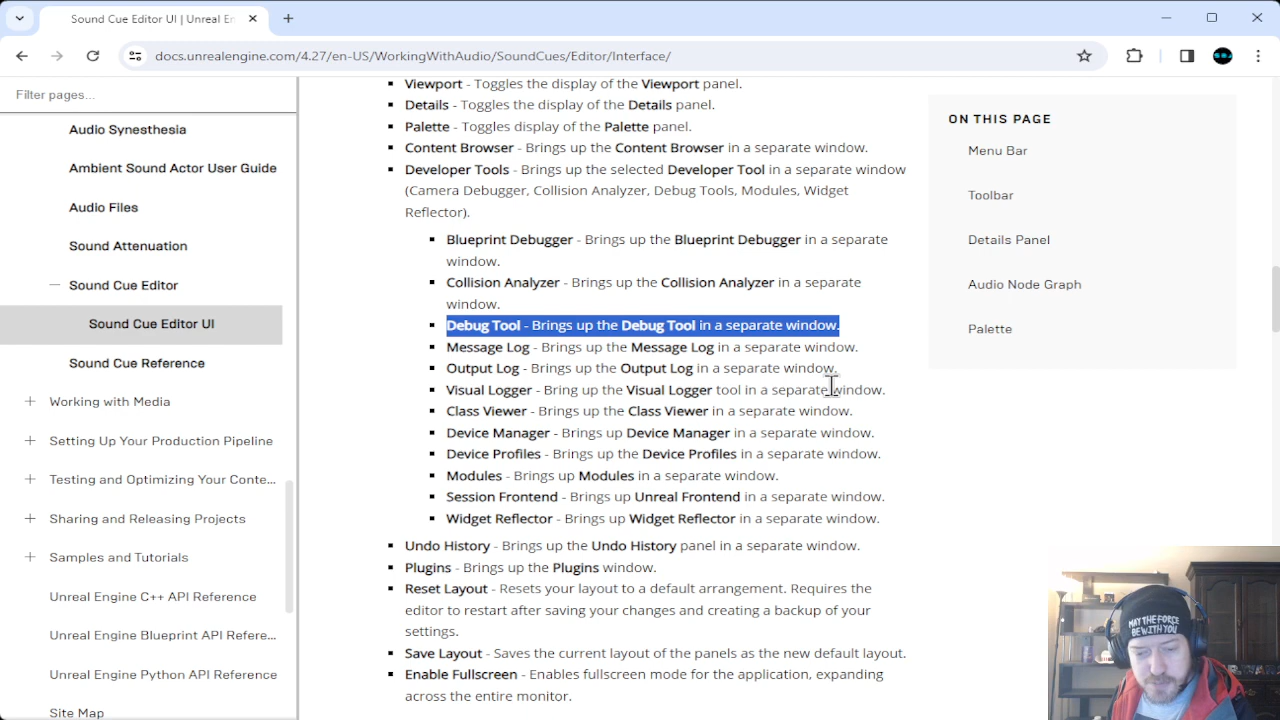 Sound Cue Editor UI | Unreal En
docs.unrealengine.com/4.27/en-US/WorkingWithAudio/SoundCues/Editor/Interface/
Filter pages...
Audio Synesthesia
Ambient Sound Actor User Guide
Audio Files
Sound Attenuation
Sound Cue Editor
Sound Cue Editor UI
Sound Cue Reference
Working with Media
Setting Up Your Production Pipeline
Testing and Optimizing Your Conte...
Sharing and Releasing Projects
Samples and Tutorials
Unreal Engine C++ API Reference
Unreal Engine Blueprint API Refere...
Unreal Engine Python API Reference
Site Map
Viewport - Toggles the display of the Viewport panel.
Details - Toggles the display of the Details panel.
Palette - Toggles display of the Palette panel.
Content Browser - Brings up the Content Browser in a separate window.
Developer Tools - Brings up the selected Developer Tool in a separate window
(Camera Debugger, Collision Analyzer, Debug Tools, Modules, Widget
Reflector).
Blueprint Debugger - Brings up the Blueprint Debugger in a separate
window.
Collision Analyzer - Brings up the Collision Analyzer in a separate
window.
Debug Tool - Brings up the Debug Tool in a separate window.
Message Log - Brings up the Message Log in a separate window.
Output Log - Brings up the Output Log in a separate window.
Visual Logger - Bring up the Visual Logger tool in a separate window.
Class Viewer - Brings up the Class Viewer in a separate window.
Device Manager - Brings up Device Manager in a separate window.
Device Profiles - Brings up the Device Profiles in a separate window.
Modules - Brings up Modules in a separate window.
Session Frontend - Brings up Unreal Frontend in a separate window.
Widget Reflector - Brings up Widget Reflector in a separate window.
Undo History - Brings up the Undo History panel in a separate window.
Plugins - Brings up the Plugins window.
Reset Layout - Resets your layout to a default arrangement. Requires the
editor to restart after saving your changes and creating a backup of your
settings.
Save Layout - Saves the current layout of the panels as the new default layout.
Enable Fullscreen - Enables fullscreen mode for the application, expanding
across the entire monitor.
ON THIS PAGE
Menu Bar
Toolbar
Details Panel
Audio Node Graph
Palette
MAY THE FORCE
BE WITH YOU